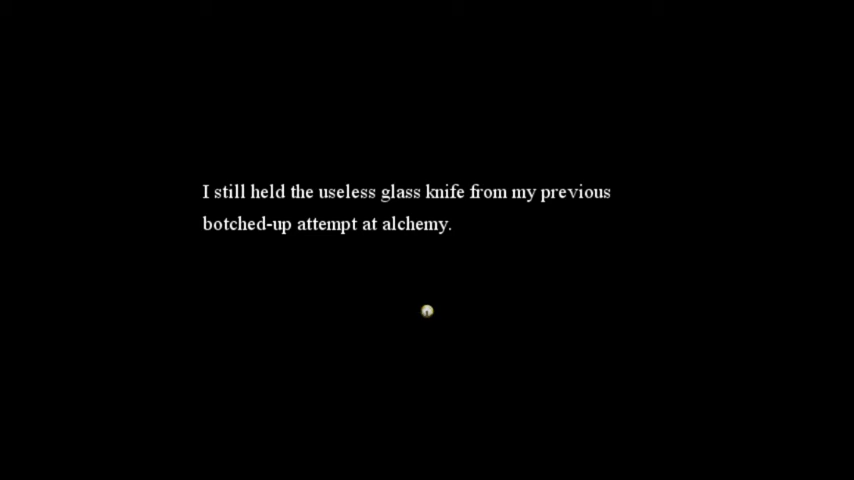 I still held the useless glass knife from my previous
botched-up attempt at alchemy.